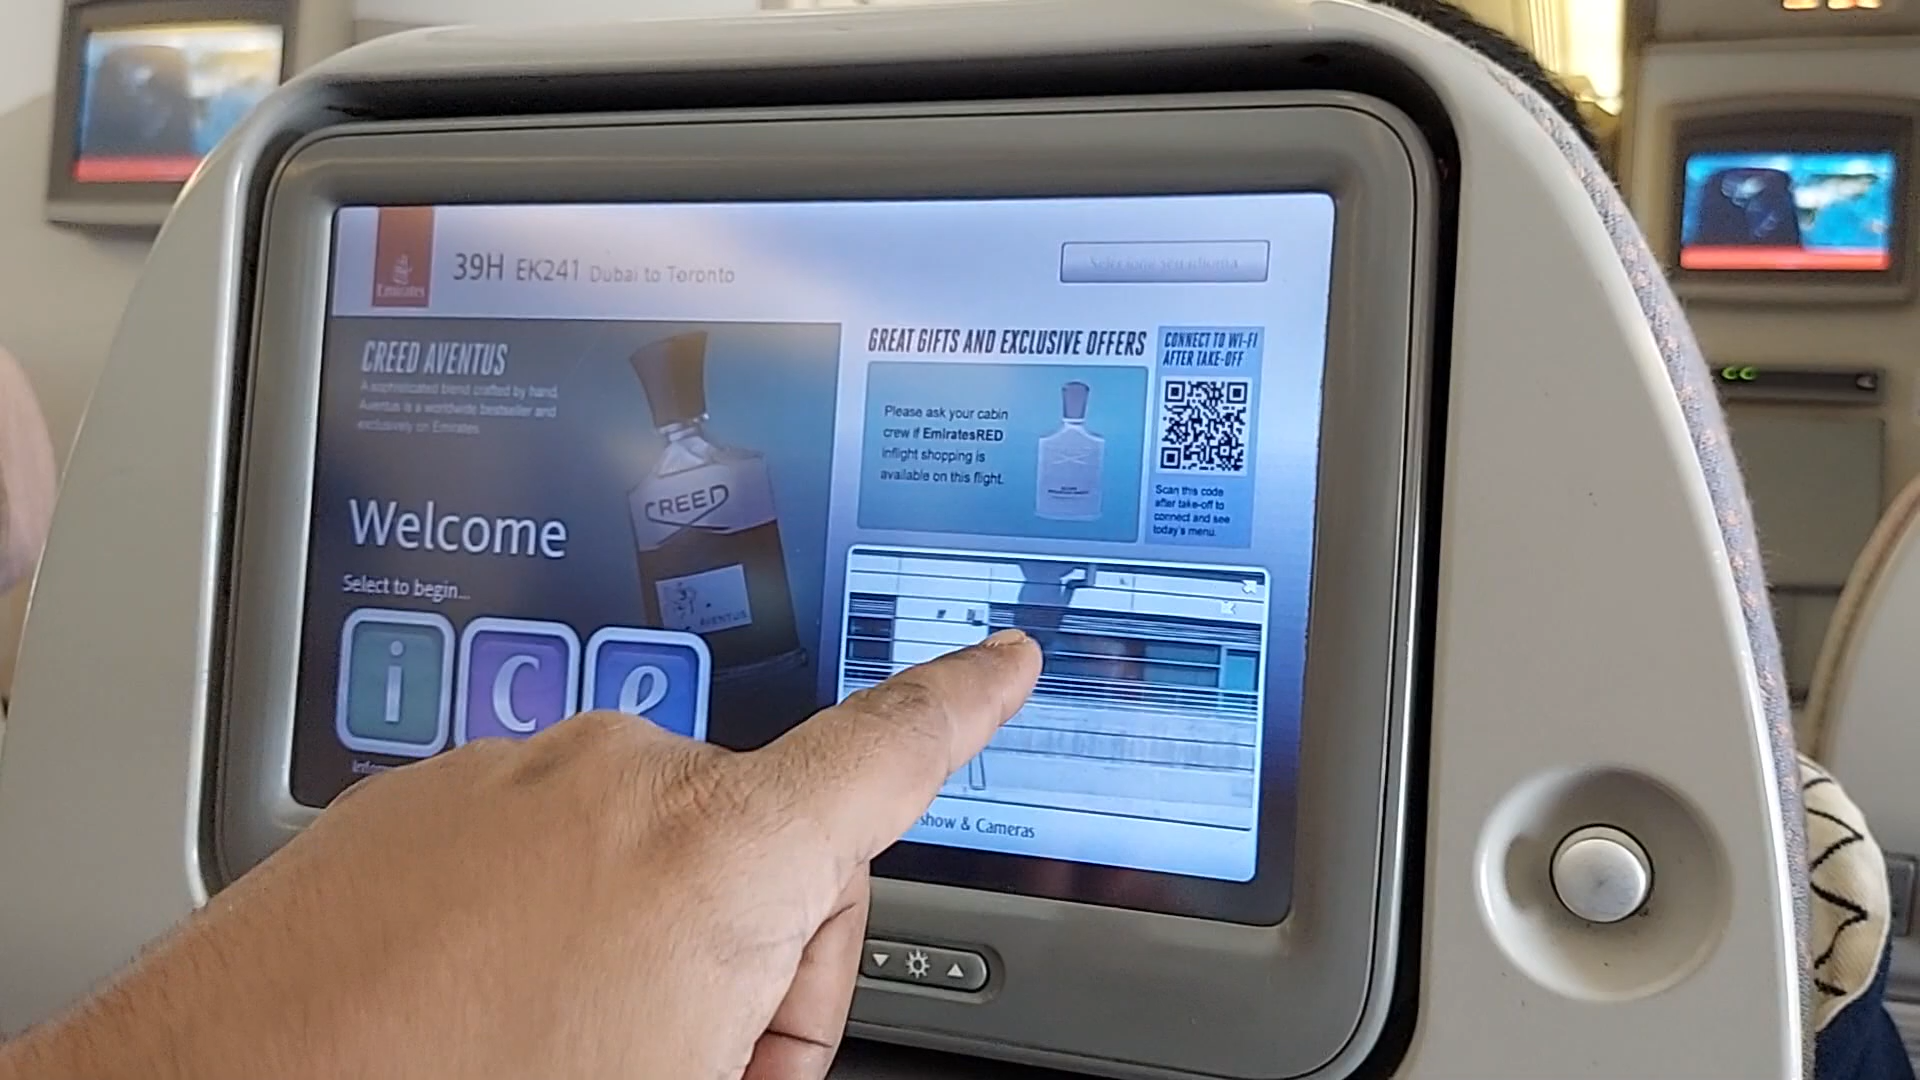 Emirates
39H EK241 Dubai to Toronto
Selecione seu idioma
CREED AVENTUS
A sophisticated blend crafted by hand.
Aventus is a worldwide bestseller and
exclusively on Emirates.
CREED
AVENTUS
Welcome
Select to begin...
i c e
GREAT GIFTS AND EXCLUSIVE OFFERS
Please ask your cabin
crew if EmiratesRED
inflight shopping is
available on this flight.
CONNECT TO WI-FI
AFTER TAKE-OFF
Scan this code
after take-off to
connect and see
today's menu.
show & Cameras